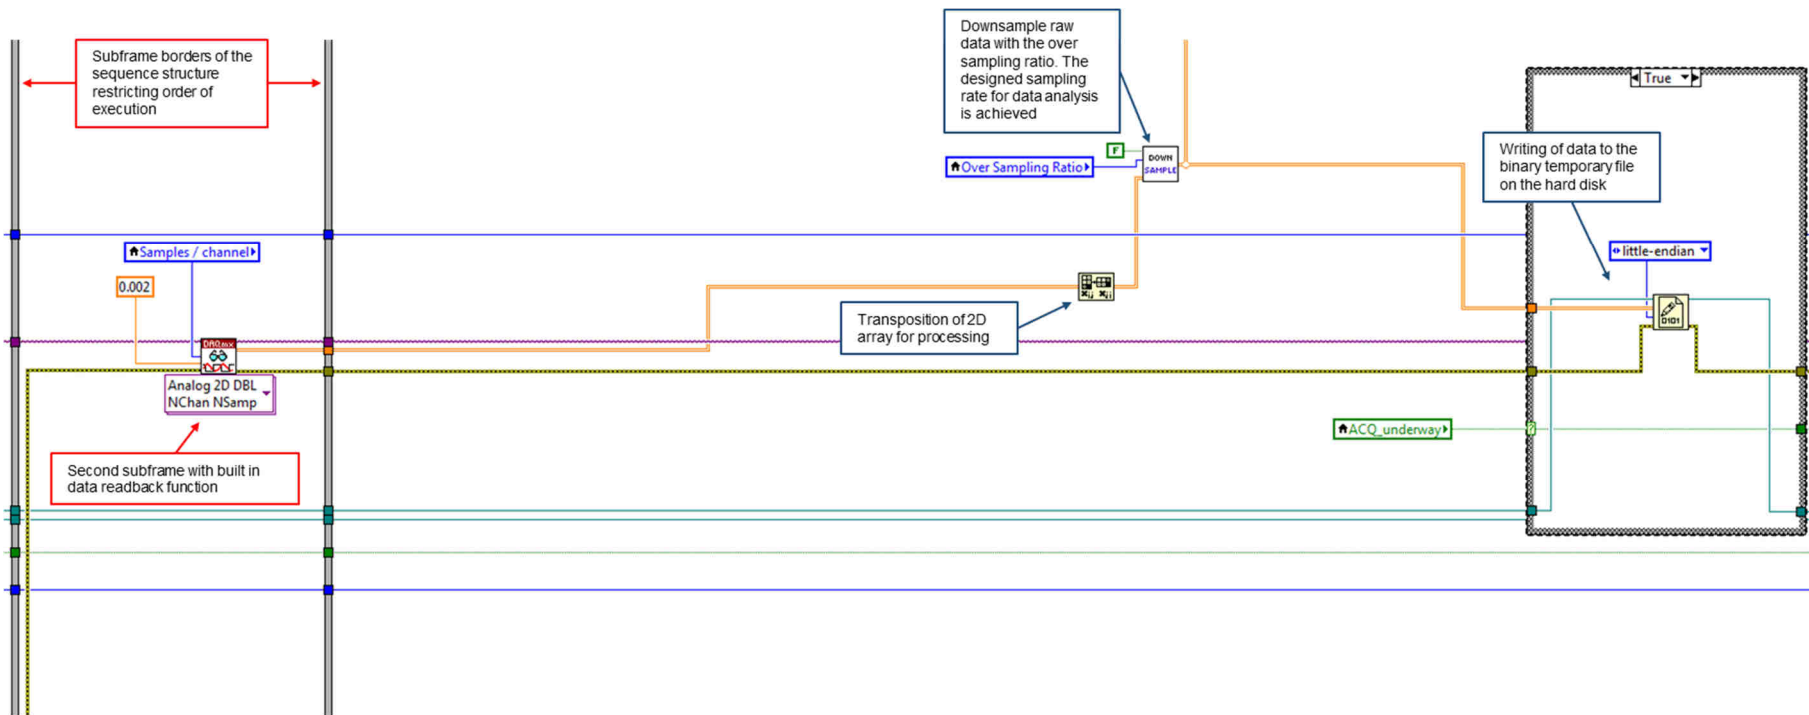 Subframe borders of the
sequence structure
restricting order of
execution
Downsample raw
data with the over
sampling ratio. The
designed sampling
rate for data analysis
is achieved
True
F
Over Sampling Ratio
DOWN
SAMPLE
Writing of data to the
binary temporary file
on the hard disk
Samples / channel
little-endian
0.002
Transposition of 2D
array for processing
DAQmx
0101
Analog 2D DBL
NChan NSamp
ACQ_underway
?
Second subframe with built in
data readback function